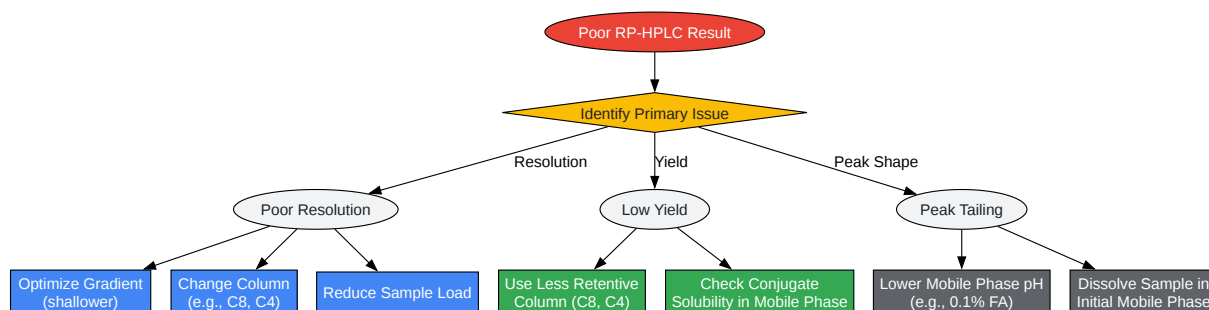 Poor RP-HPLC Result
Identify Primary Issue
Resolution
Yield
Peak Shape
Poor Resolution
Low Yield
Peak Tailing
Optimize Gradient
(shallower)
Change Column
(e.g., C8, C4)
Reduce Sample Load
Use Less Retentive
Column (C8, C4)
Check Conjugate
Solubility in Mobile Phase
Lower Mobile Phase pH
(e.g., 0.1% FA)
Dissolve Sample in
Initial Mobile Phase